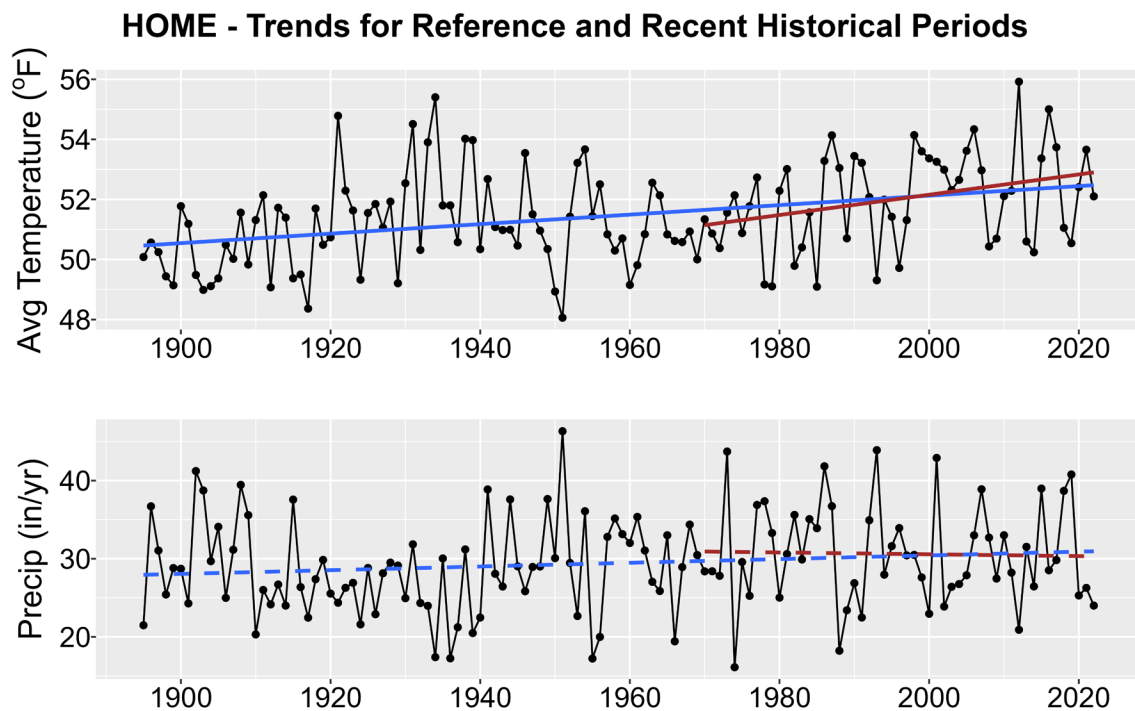 HOME - Trends for Reference and Recent Historical Periods
Avg Temperature (°F)
56
54
52
50
48
1900 1920 1940 1960 1980 2000 2020
Precip (in/yr)
40
30
20
1900 1920 1940 1960 1980 2000 2020